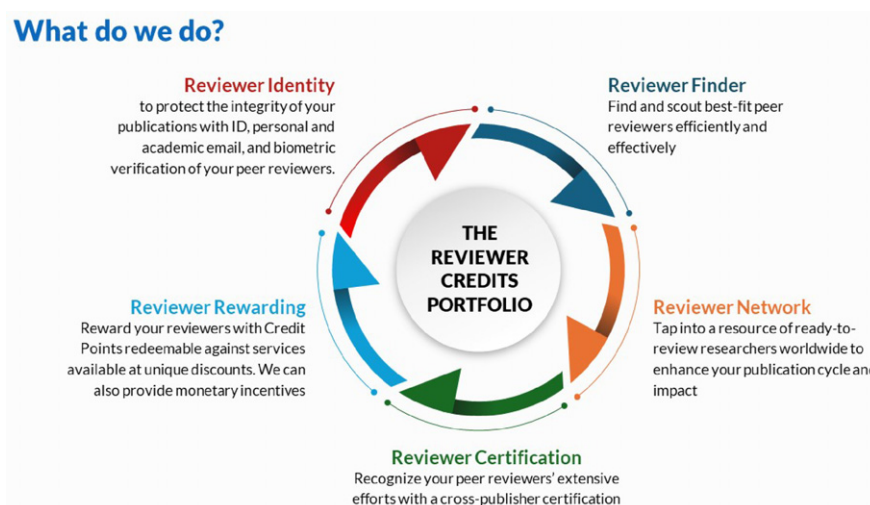 What do we do?
Reviewer Identity
to protect the integrity of your
publications with ID, personal and
academic email, and biometric
verification of your peer reviewers.
Reviewer Finder
Find and scout best-fit peer
reviewers efficiently and
effectively
THE
REVIEWER
CREDITS
PORTFOLIO
Reviewer Rewarding
Reward your reviewers with Credit
Points redeemable against services
available at unique discounts. We can
also provide monetary incentives
Reviewer Network
Tap into a resource of ready-to-
review researchers worldwide to
enhance your publication cycle and
impact
Reviewer Certification
Recognize your peer reviewers’ extensive
efforts with a cross-publisher certification